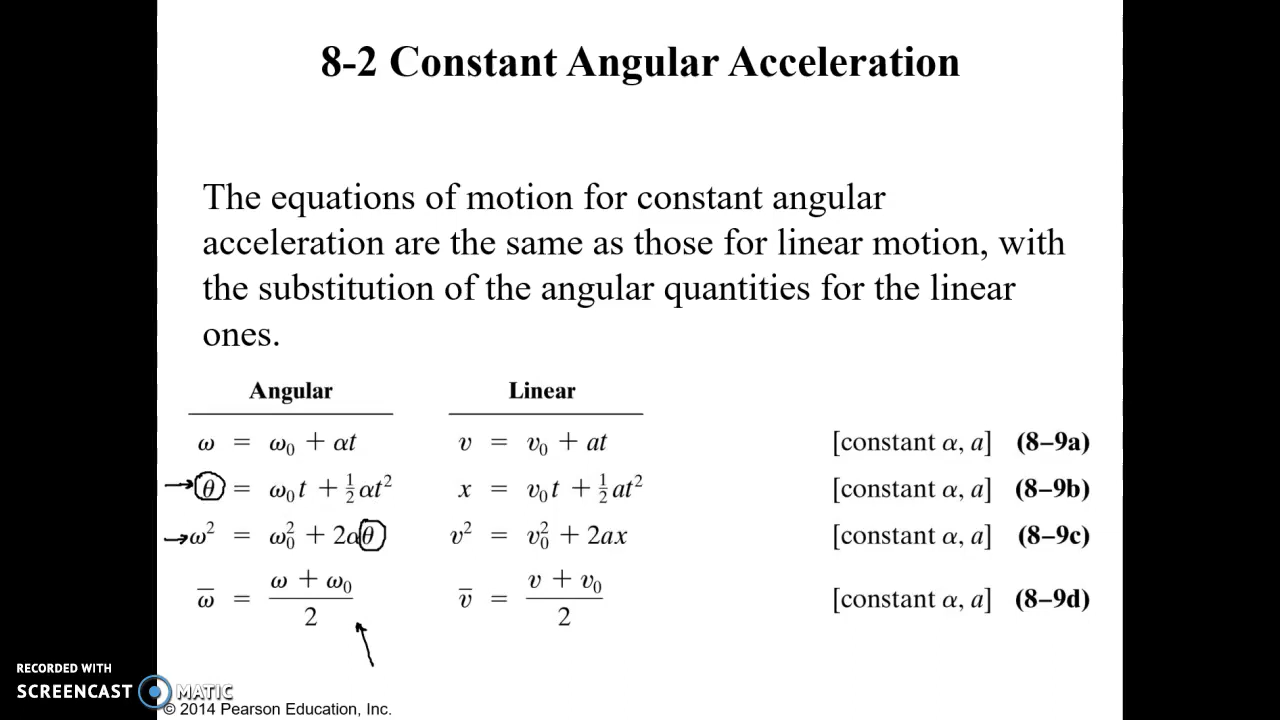 8-2 Constant Angular Acceleration
The equations of motion for constant angular
acceleration are the same as those for linear motion, with
the substitution of the angular quantities for the linear
ones.
Angular Linear
ω = ω₀ + αt v = v₀ + at [constant α, a] (8–9a)
θ = ω₀t + ½αt² x = v₀t + ½at² [constant α, a] (8–9b)
ω² = ω₀² + 2αθ v² = v₀² + 2ax [constant α, a] (8–9c)
ω̅ = (ω + ω₀)/2 v̅ = (v + v₀)/2 [constant α, a] (8–9d)
RECORDED WITH
SCREENCAST MATIC
© 2014 Pearson Education, Inc.